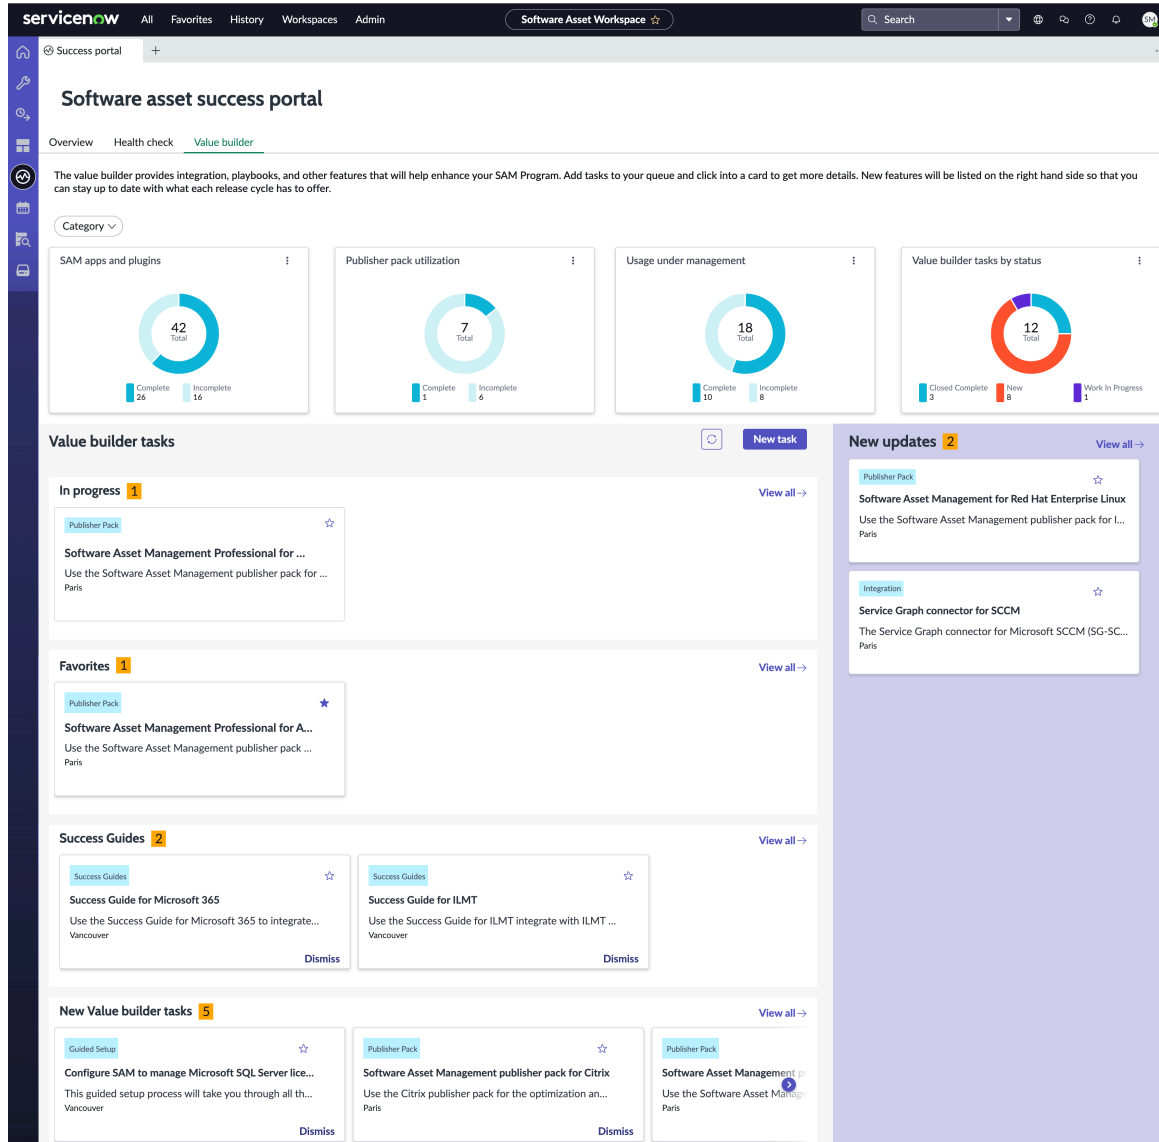 servicenow All Favorites History Workspaces Admin Software Asset Workspace Search SM
Success portal
Software asset success portal
Overview Health check Value builder
The value builder provides integration, playbooks, and other features that will help enhance your SAM Program. Add tasks to your queue and click into a card to get more details. New features will be listed on the right hand side so that you
can stay up to date with what each release cycle has to offer.
Category
SAM apps and plugins
42
Total
Complete Incomplete
26 16
Publisher pack utilization
7
Total
Complete Incomplete
1 6
Usage under management
18
Total
Complete Incomplete
10 8
Value builder tasks by status
12
Total
Closed Complete New Work In Progress
3 8 1
Value builder tasks
New task
In progress 1
View all
Publisher Pack
Software Asset Management Professional for ...
Use the Software Asset Management publisher pack for ...
Paris
Favorites 1
View all
Publisher Pack
Software Asset Management Professional for A...
Use the Software Asset Management publisher pack ...
Paris
Success Guides 2
View all
Success Guides
Success Guide for Microsoft 365
Use the Success Guide for Microsoft 365 to integrate...
Vancouver
Dismiss
Success Guides
Success Guide for ILMT
Use the Success Guide for ILMT integrate with ILMT ...
Vancouver
Dismiss
New Value builder tasks 5
View all
Guided Setup
Configure SAM to manage Microsoft SQL Server lice...
This guided setup process will take you through all th...
Vancouver
Dismiss
Publisher Pack
Software Asset Management publisher pack for Citrix
Use the Citrix publisher pack for the optimization an...
Paris
Dismiss
Publisher Pack
Software Asset Management p
Use the Software Asset Manage
Paris
New updates 2
View all
Publisher Pack
Software Asset Management for Red Hat Enterprise Linux
Use the Software Asset Management publisher pack for I...
Paris
Integration
Service Graph connector for SCCM
The Service Graph connector for Microsoft SCCM (SG-SC...
Paris